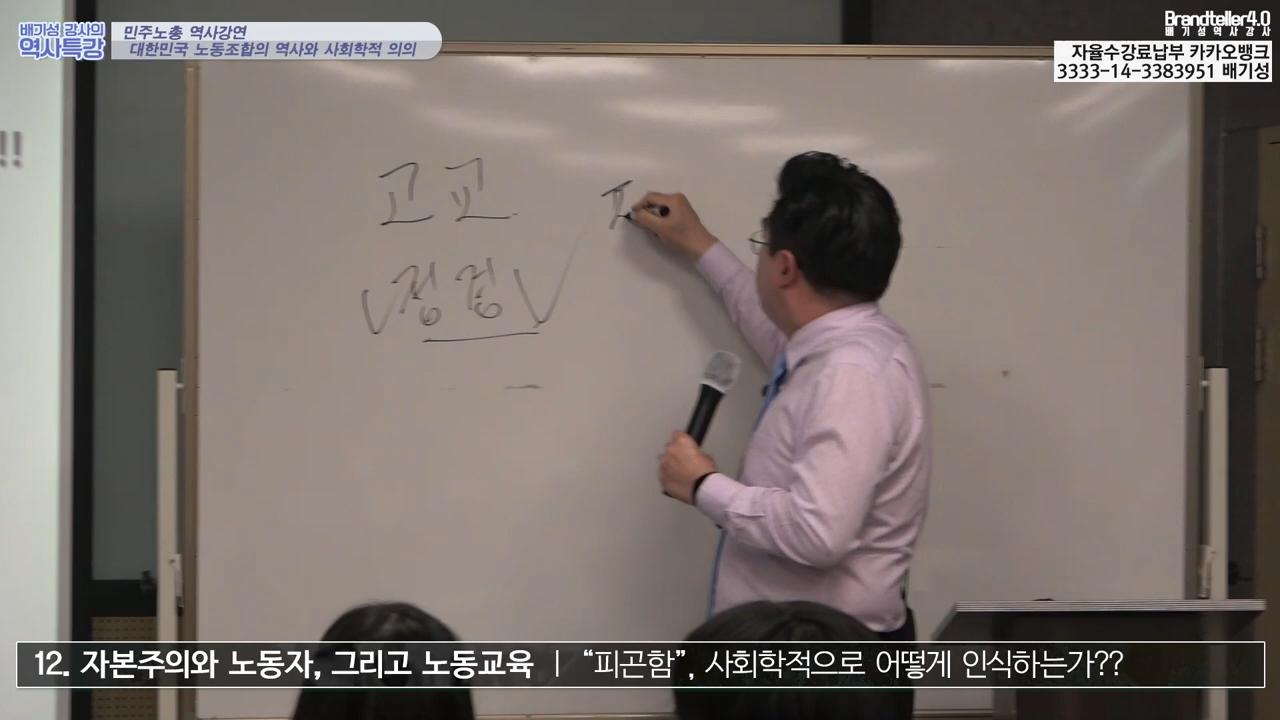 배기성 강사의
역사특강
민주노총 역사강연
대한민국 노동조합의 역사와 사회학적 의의
Brandteller4.0
배기성역사강사
자율수강료납부 카카오뱅크
3333-14-3383951 배기성
!!
고교
점검
12. 자본주의와 노동자, 그리고 노동교육 | “피곤함”, 사회학적으로 어떻게 인식하는가??